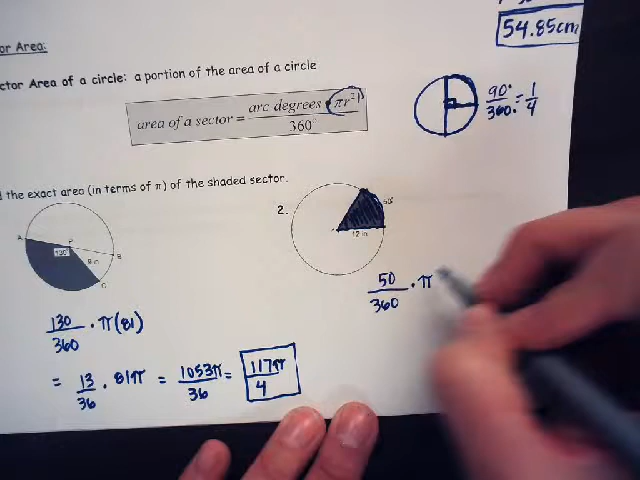 54.85cm
or Area:
ctor Area of a circle: a portion of the area of a circle
area of a sector = arc degrees • πr² / 360°
90° / 360° = 1 / 4
d the exact area (in terms of π) of the shaded sector.
2.
A
P
130°
9 in
B
C
12 in
130 / 360 · π(81)
50 / 360 · π
= 13 / 36 · 81π = 1053π / 36 = 117π / 4